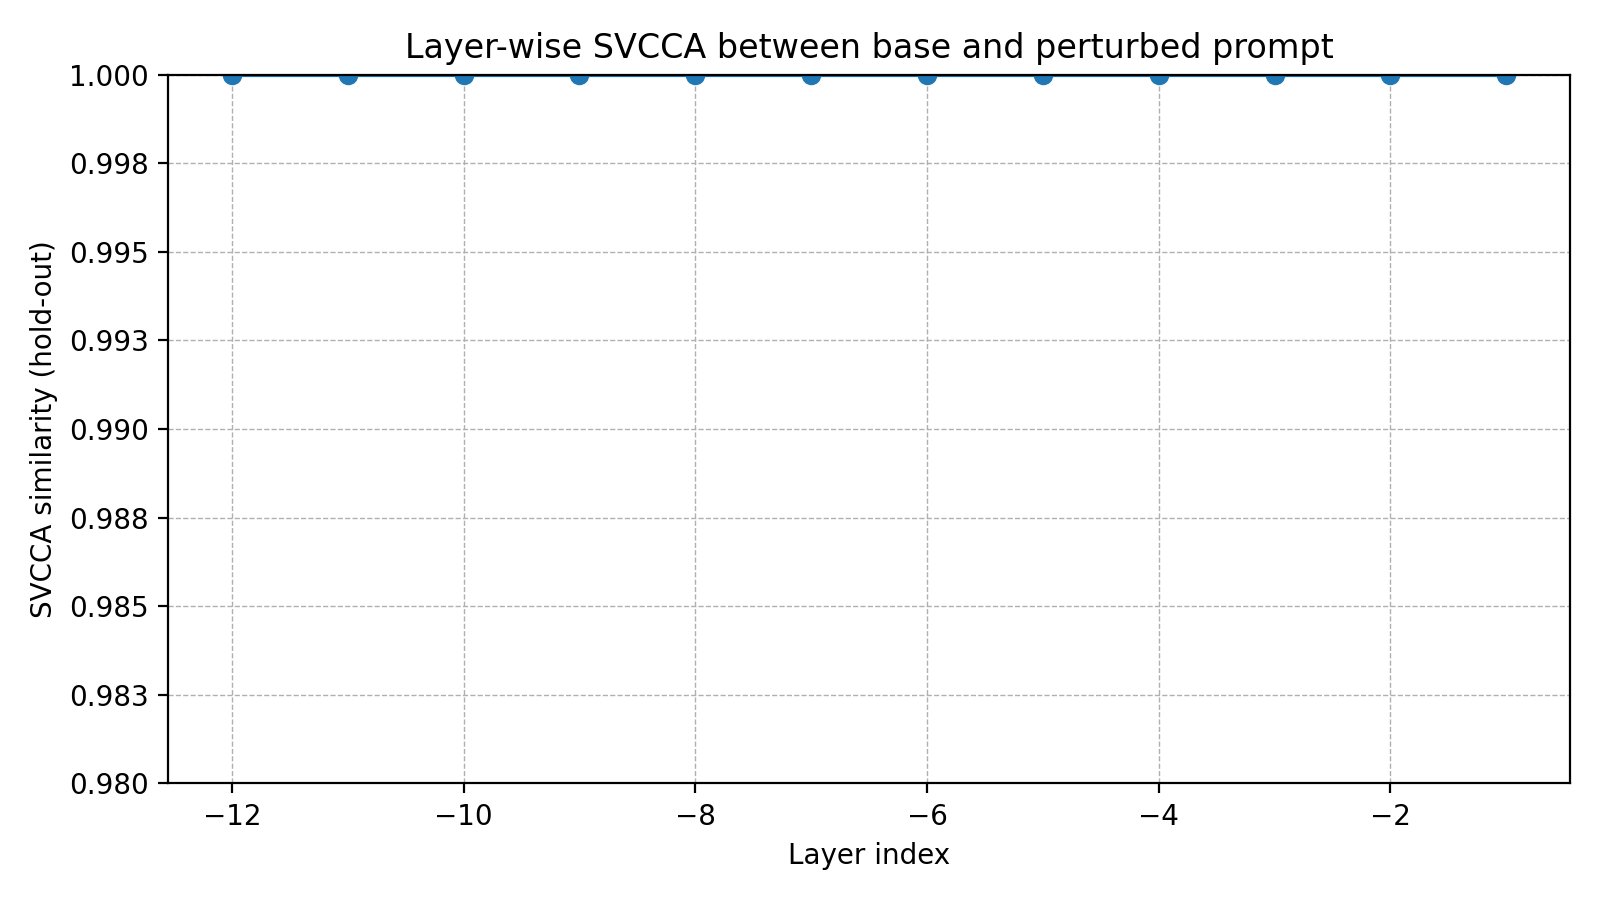 Layer-wise SVCCA between base and perturbed prompt
1.000
0.998
0.995
0.993
0.990
0.988
0.985
0.983
0.980
SVCCA similarity (hold-out)
−12 −10 −8 −6 −4 −2
Layer index